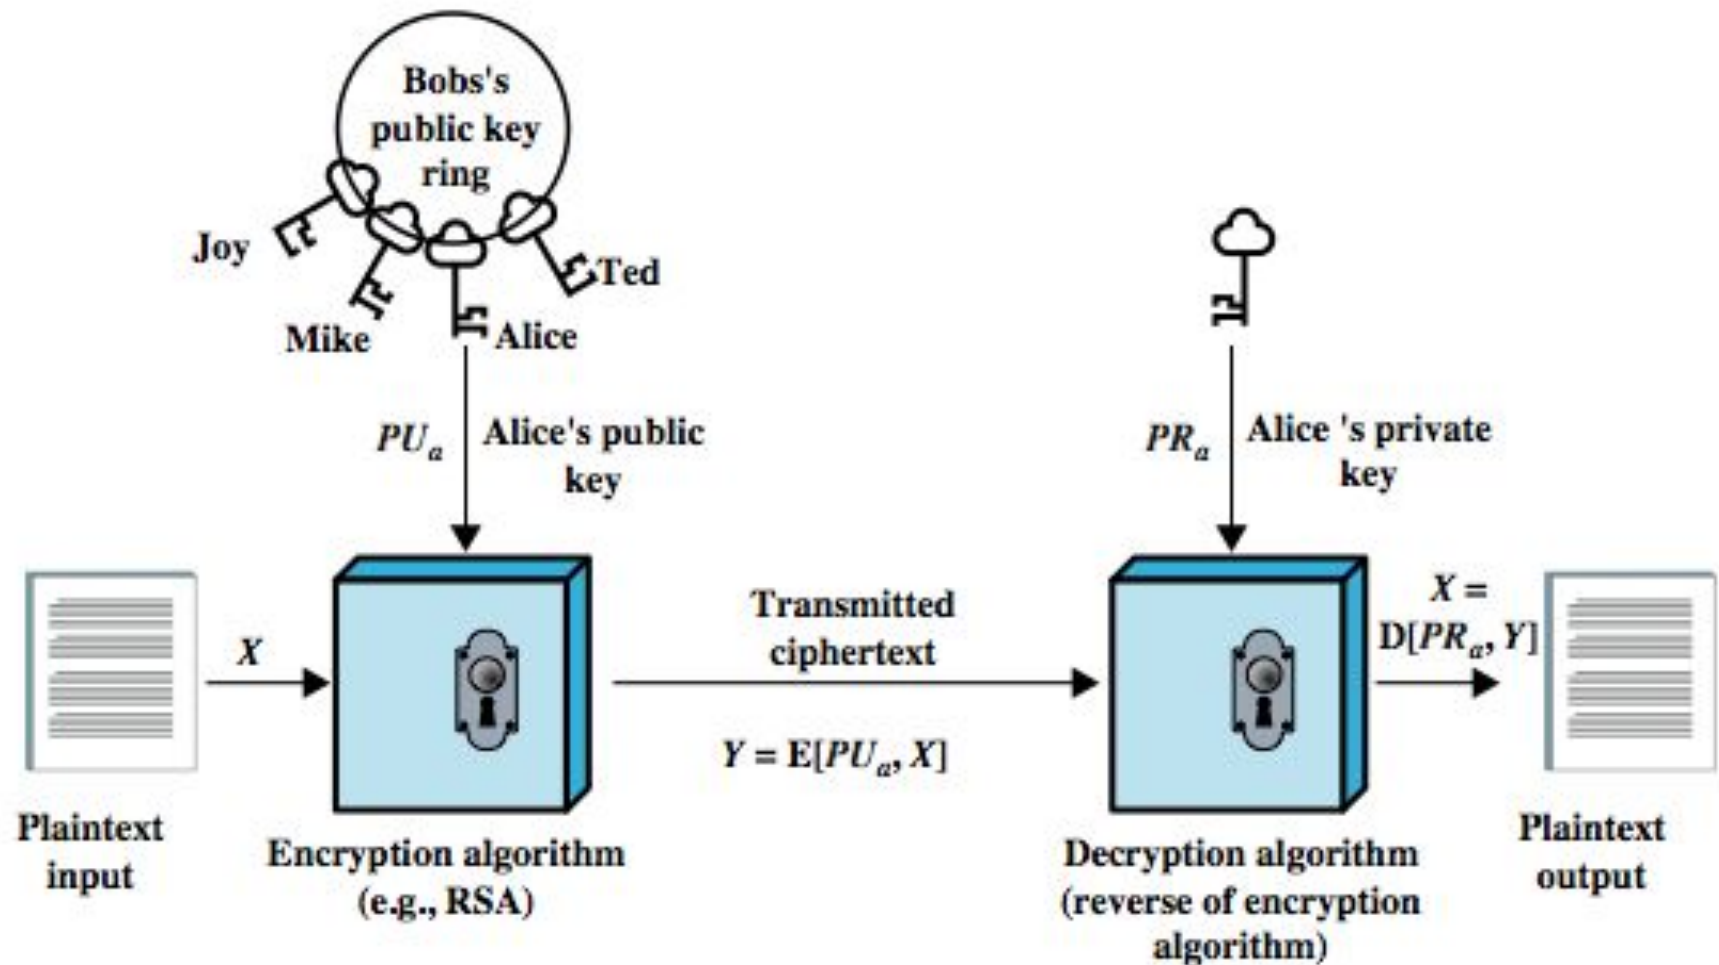 Bobs's
public key
ring
Joy
Ted
Mike
Alice
PUa
Alice's public
key
PRa
Alice 's private
key
X
Transmitted
ciphertext
Y = E[PUa, X]
X =
D[PRa, Y]
Plaintext
input
Encryption algorithm
(e.g., RSA)
Decryption algorithm
(reverse of encryption
algorithm)
Plaintext
output